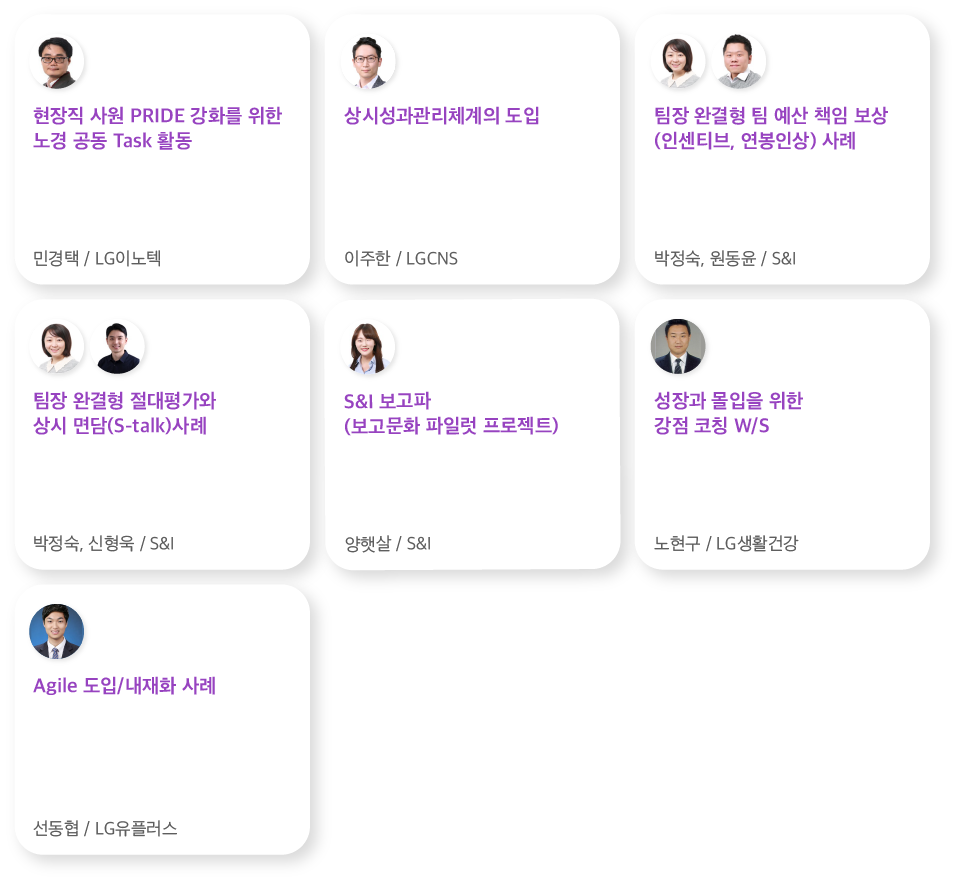 현장직 사원 PRIDE 강화를 위한
노경 공동 Task 활동
민경택 / LG이노텍
상시성과관리체계의 도입
이주한 / LGCNS
팀장 완결형 팀 예산 책임 보상
(인센티브, 연봉인상) 사례
박정숙, 원동윤 / S&I
팀장 완결형 절대평가와
상시 면담(S-talk)사례
박정숙, 신형욱 / S&I
S&I 보고파
(보고문화 파일럿 프로젝트)
양햇살 / S&I
성장과 몰입을 위한
강점 코칭 W/S
노현구 / LG생활건강
Agile 도입/내재화 사례
선동협 / LG유플러스